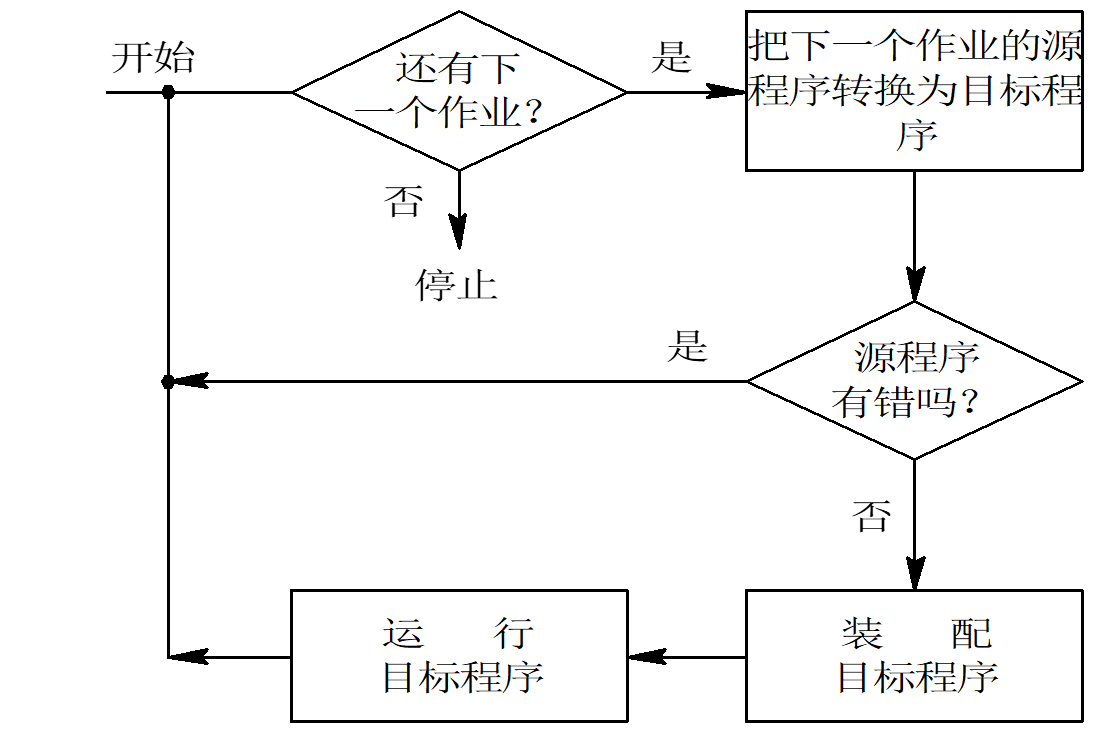 开始
还有下
一个作业？
是
把下一个作业的源
程序转换为目标程
序
否
停止
是
源程序
有错吗？
否
运 行
目标程序
装 配
目标程序